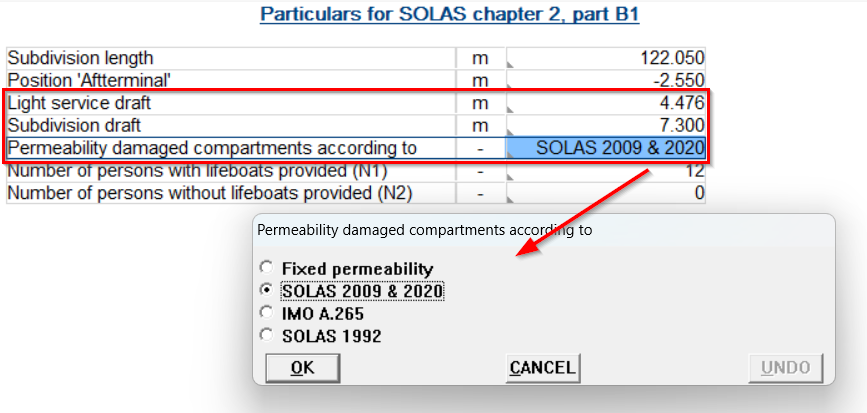 Particulars for SOLAS chapter 2, part B1
Subdivision length m 122.050
Position 'Aftterminal' m -2.550
Light service draft m 4.476
Subdivision draft m 7.300
Permeability damaged compartments according to - SOLAS 2009 & 2020
Number of persons with lifeboats provided (N1) - 12
Number of persons without lifeboats provided (N2) - 0
Permeability damaged compartments according to
Fixed permeability
SOLAS 2009 & 2020
IMO A.265
SOLAS 1992
OK CANCEL UNDO